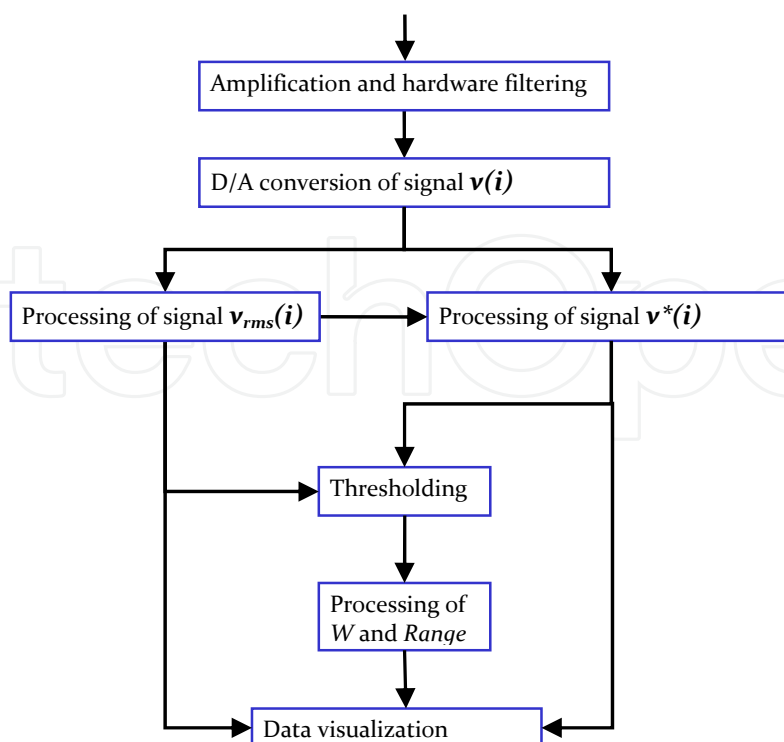 Amplification and hardware filtering
D/A conversion of signal v(i)
Processing of signal vrms(i)
Processing of signal v*(i)
Thresholding
Processing of
W and Range
Data visualization